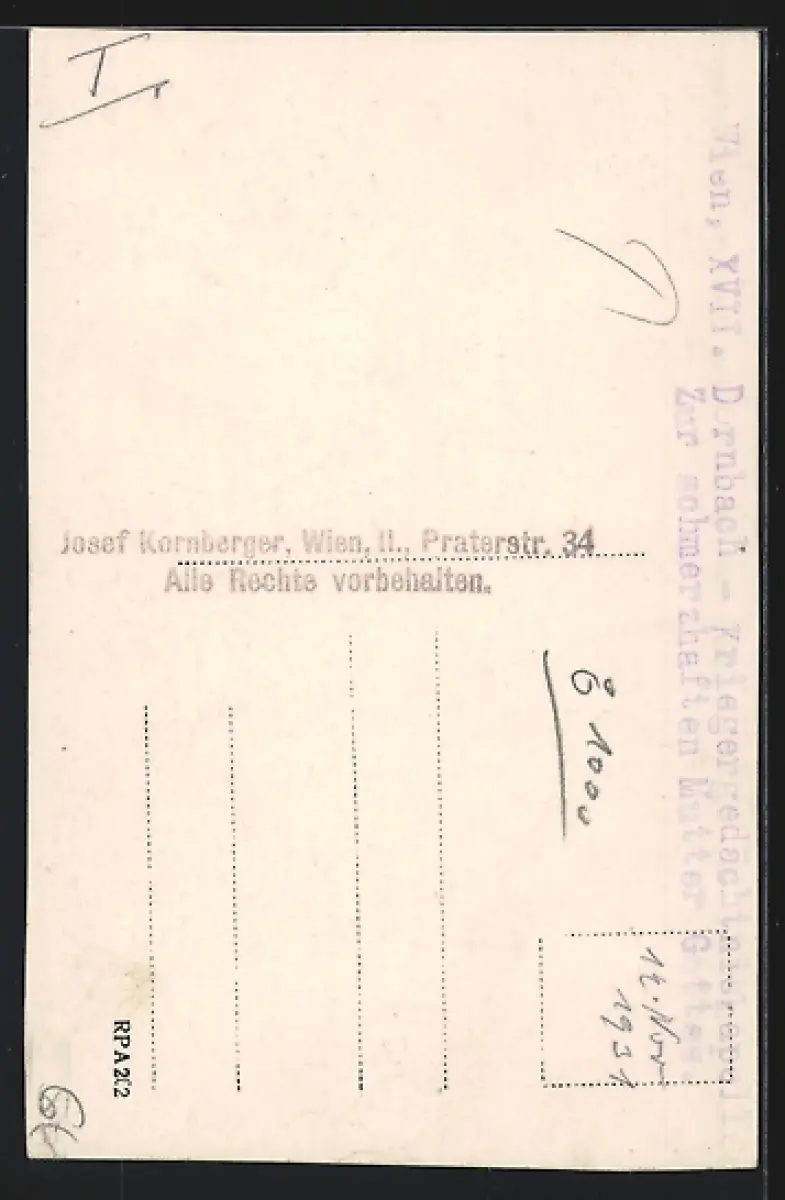 Wien, XVII. Dornbach - Kriegergedächtniskapelle
Zur schmerzhaften Mutter Gottes.
Josef Kornberger, Wien, II., Praterstr. 34
Alle Rechte vorbehalten.
1000
12. Nov
1931
RPA 202